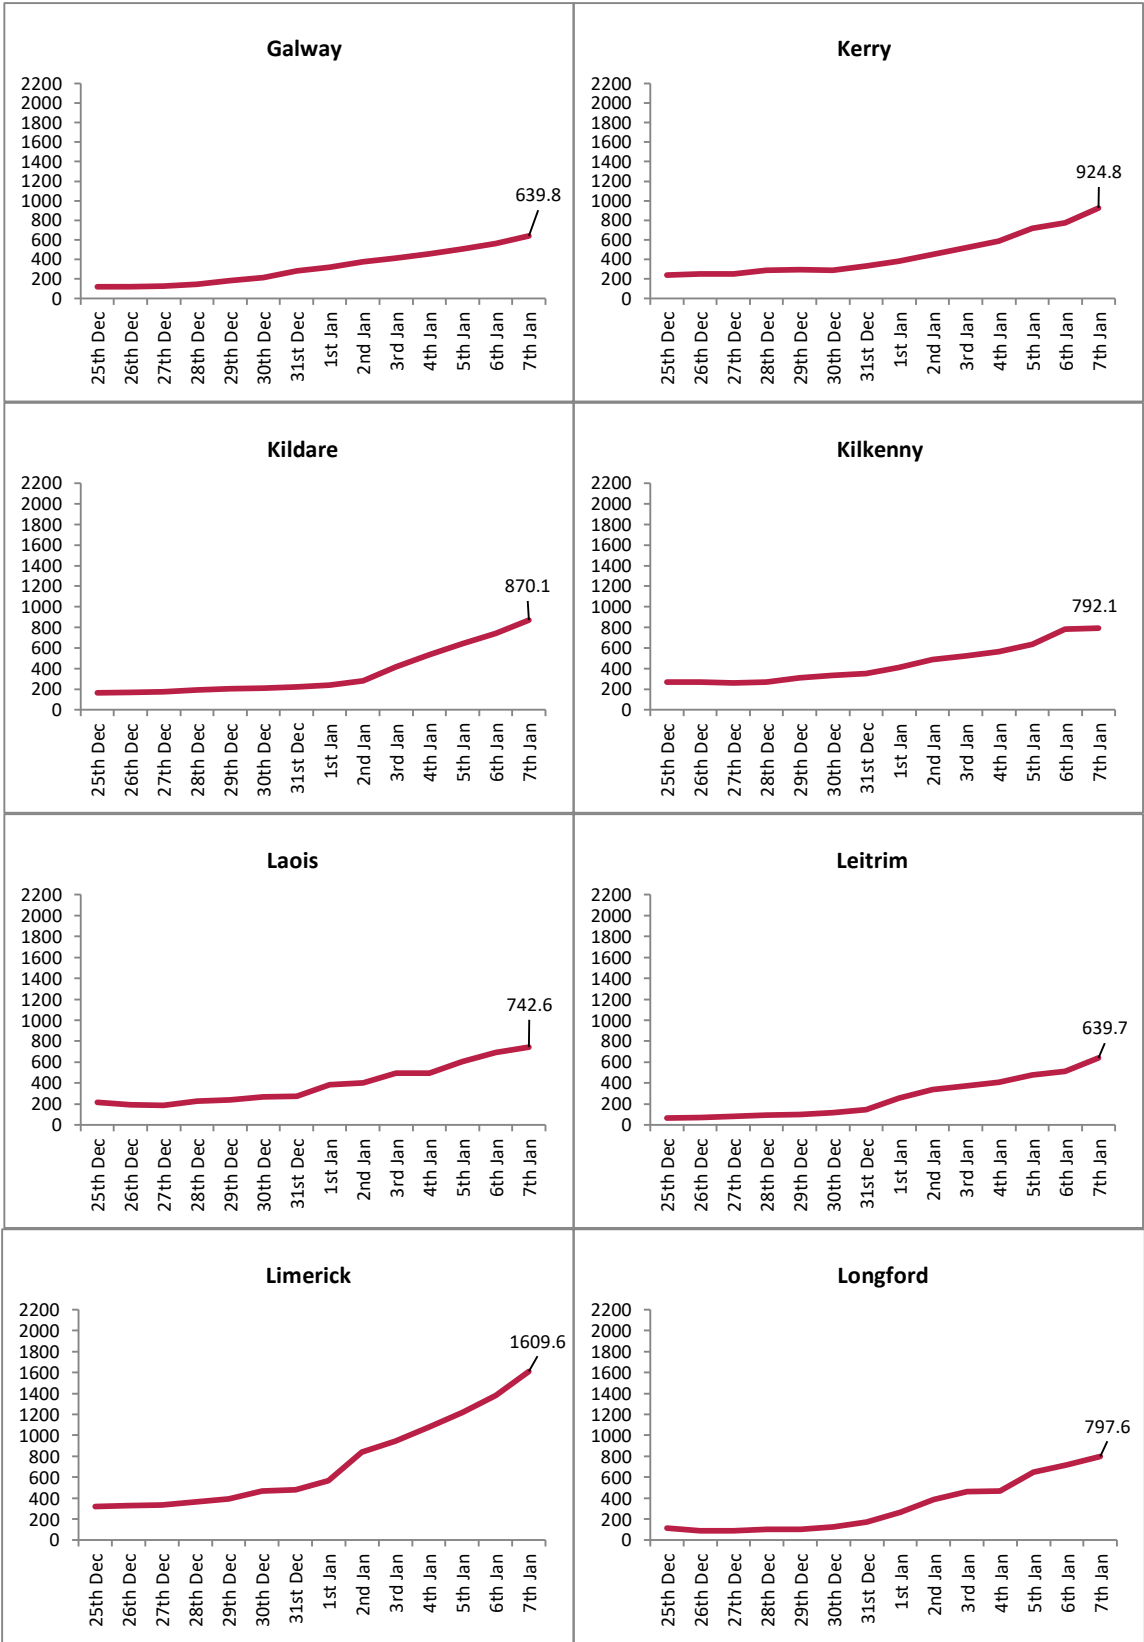 Galway
2200
2000
1800
1600
1400
1200
1000
800
600
400
200
0
639.8
25th Dec
26th Dec
27th Dec
28th Dec
29th Dec
30th Dec
31st Dec
1st Jan
2nd Jan
3rd Jan
4th Jan
5th Jan
6th Jan
7th Jan
Kerry
2200
2000
1800
1600
1400
1200
1000
800
600
400
200
0
924.8
25th Dec
26th Dec
27th Dec
28th Dec
29th Dec
30th Dec
31st Dec
1st Jan
2nd Jan
3rd Jan
4th Jan
5th Jan
6th Jan
7th Jan
Kildare
2200
2000
1800
1600
1400
1200
1000
800
600
400
200
0
870.1
25th Dec
26th Dec
27th Dec
28th Dec
29th Dec
30th Dec
31st Dec
1st Jan
2nd Jan
3rd Jan
4th Jan
5th Jan
6th Jan
7th Jan
Kilkenny
2200
2000
1800
1600
1400
1200
1000
800
600
400
200
0
792.1
25th Dec
26th Dec
27th Dec
28th Dec
29th Dec
30th Dec
31st Dec
1st Jan
2nd Jan
3rd Jan
4th Jan
5th Jan
6th Jan
7th Jan
Laois
2200
2000
1800
1600
1400
1200
1000
800
600
400
200
0
742.6
25th Dec
26th Dec
27th Dec
28th Dec
29th Dec
30th Dec
31st Dec
1st Jan
2nd Jan
3rd Jan
4th Jan
5th Jan
6th Jan
7th Jan
Leitrim
2200
2000
1800
1600
1400
1200
1000
800
600
400
200
0
639.7
25th Dec
26th Dec
27th Dec
28th Dec
29th Dec
30th Dec
31st Dec
1st Jan
2nd Jan
3rd Jan
4th Jan
5th Jan
6th Jan
7th Jan
Limerick
2200
2000
1800
1600
1400
1200
1000
800
600
400
200
0
1609.6
25th Dec
26th Dec
27th Dec
28th Dec
29th Dec
30th Dec
31st Dec
1st Jan
2nd Jan
3rd Jan
4th Jan
5th Jan
6th Jan
7th Jan
Longford
2200
2000
1800
1600
1400
1200
1000
800
600
400
200
0
797.6
25th Dec
26th Dec
27th Dec
28th Dec
29th Dec
30th Dec
31st Dec
1st Jan
2nd Jan
3rd Jan
4th Jan
5th Jan
6th Jan
7th Jan